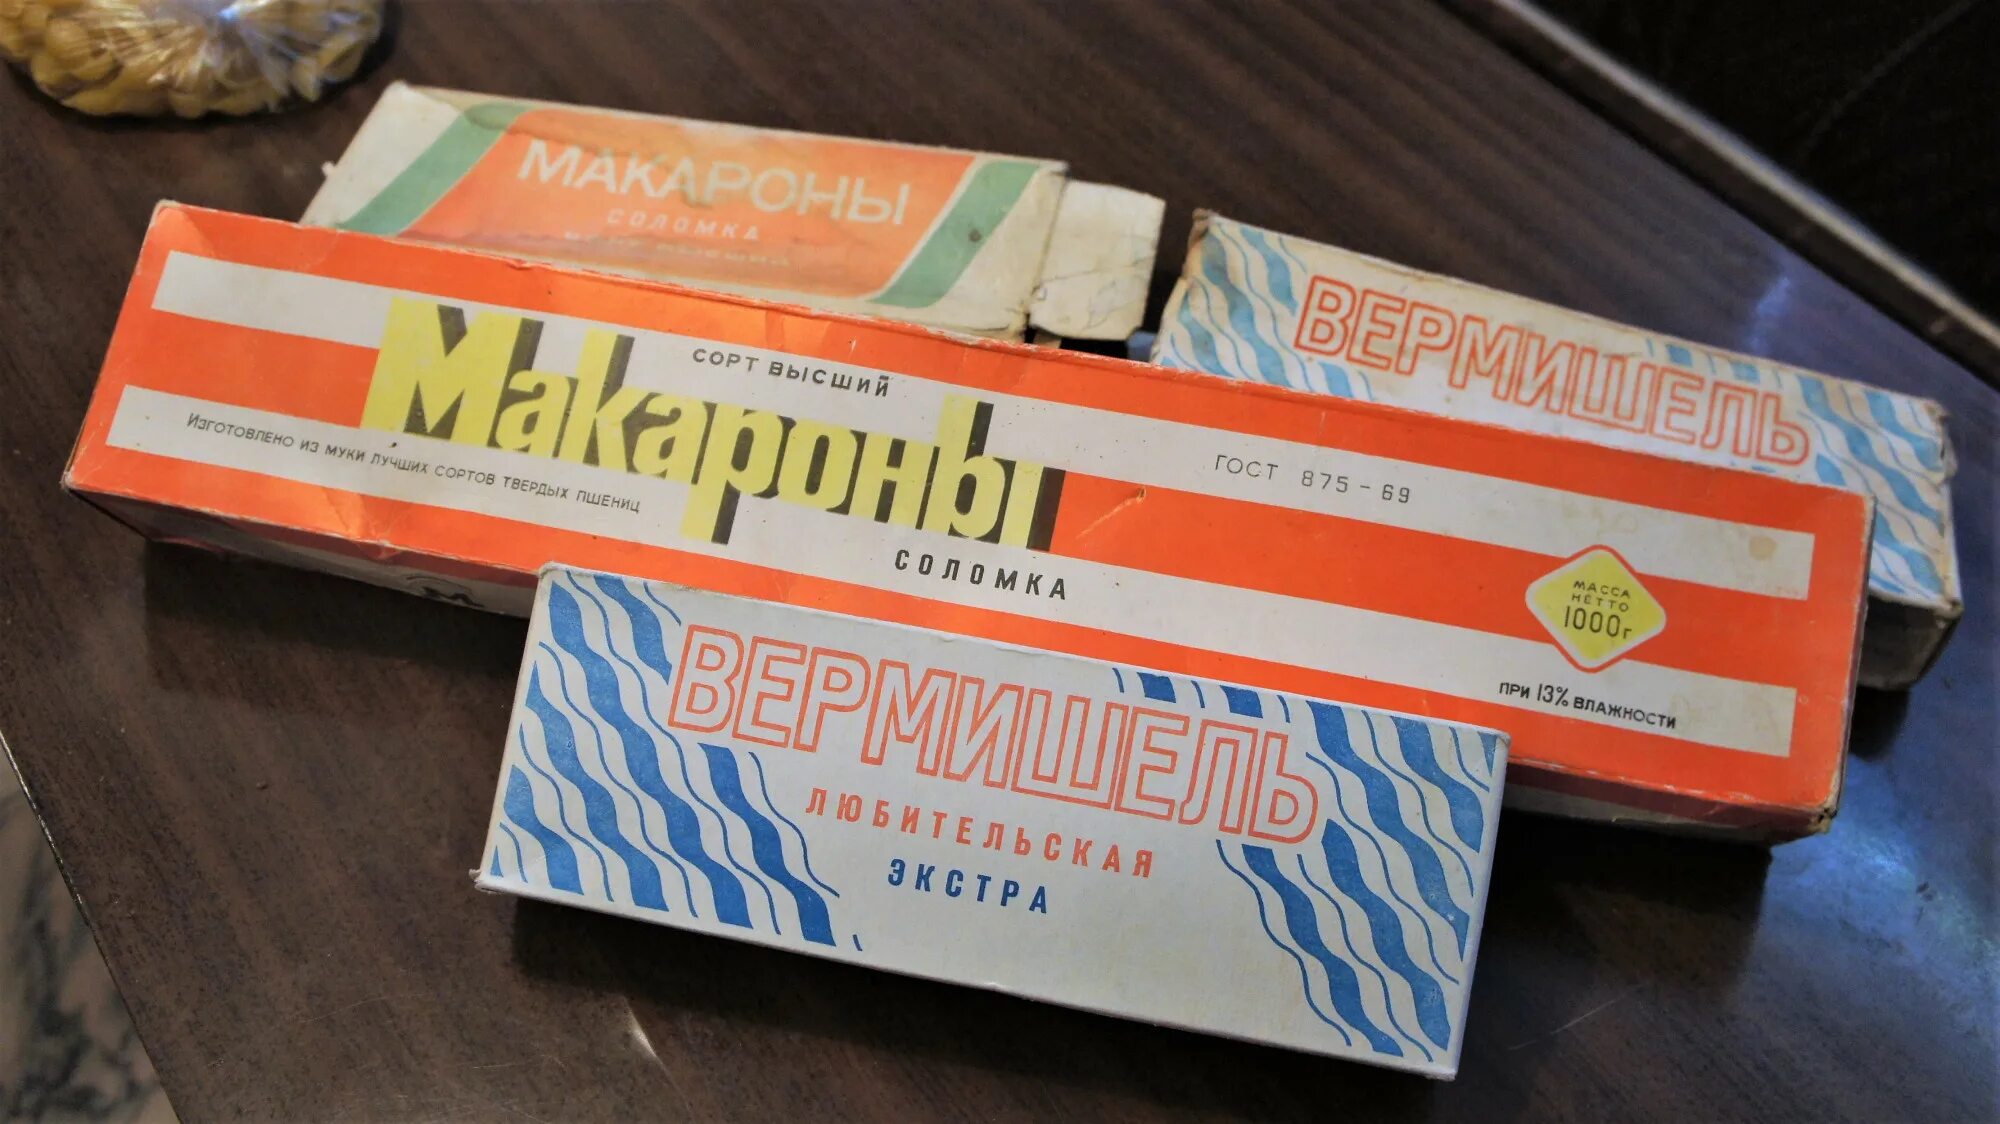 МАКАРОНЫ
СОЛОМКА
СОРТ ВЫСШИЙ
Макароны
ИЗГОТОВЛЕНО ИЗ МУКИ ЛУЧШИХ СОРТОВ ТВЕРДЫХ ПШЕНИЦ
СОЛОМКА
ГОСТ 875-69
МАССА
НЕТТО
1000г
ПРИ 13% ВЛАЖНОСТИ
ВЕРМИШЕЛЬ
ВЕРМИШЕЛЬ
ЛЮБИТЕЛЬСКАЯ
ЭКСТРА